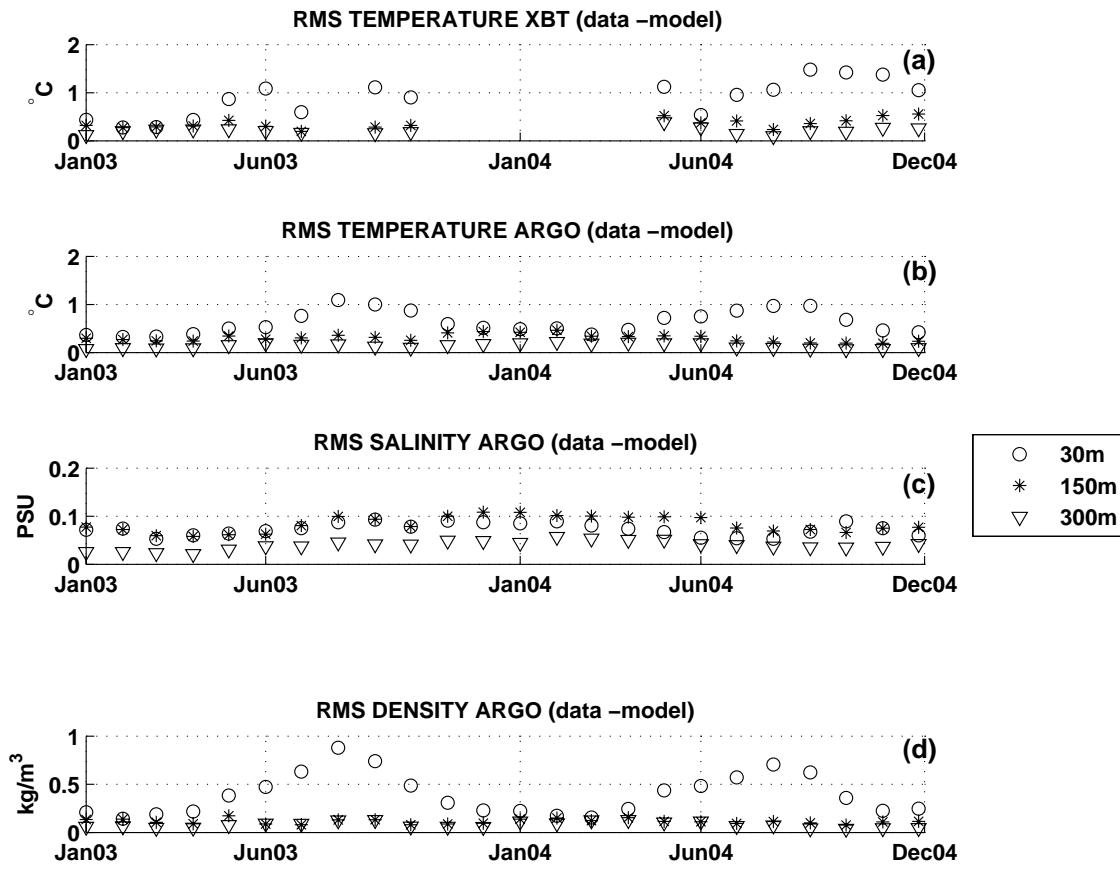 RMS TEMPERATURE XBT (data −model)
(a)
2
1
0
°C
Jan03 Jun03 Jan04 Jun04 Dec04
RMS TEMPERATURE ARGO (data −model)
(b)
2
1
0
°C
Jan03 Jun03 Jan04 Jun04 Dec04
RMS SALINITY ARGO (data −model)
(c)
0.2
0.1
0
PSU
Jan03 Jun03 Jan04 Jun04 Dec04
30m
150m
300m
RMS DENSITY ARGO (data −model)
(d)
1
0.5
0
kg/m³
Jan03 Jun03 Jan04 Jun04 Dec04